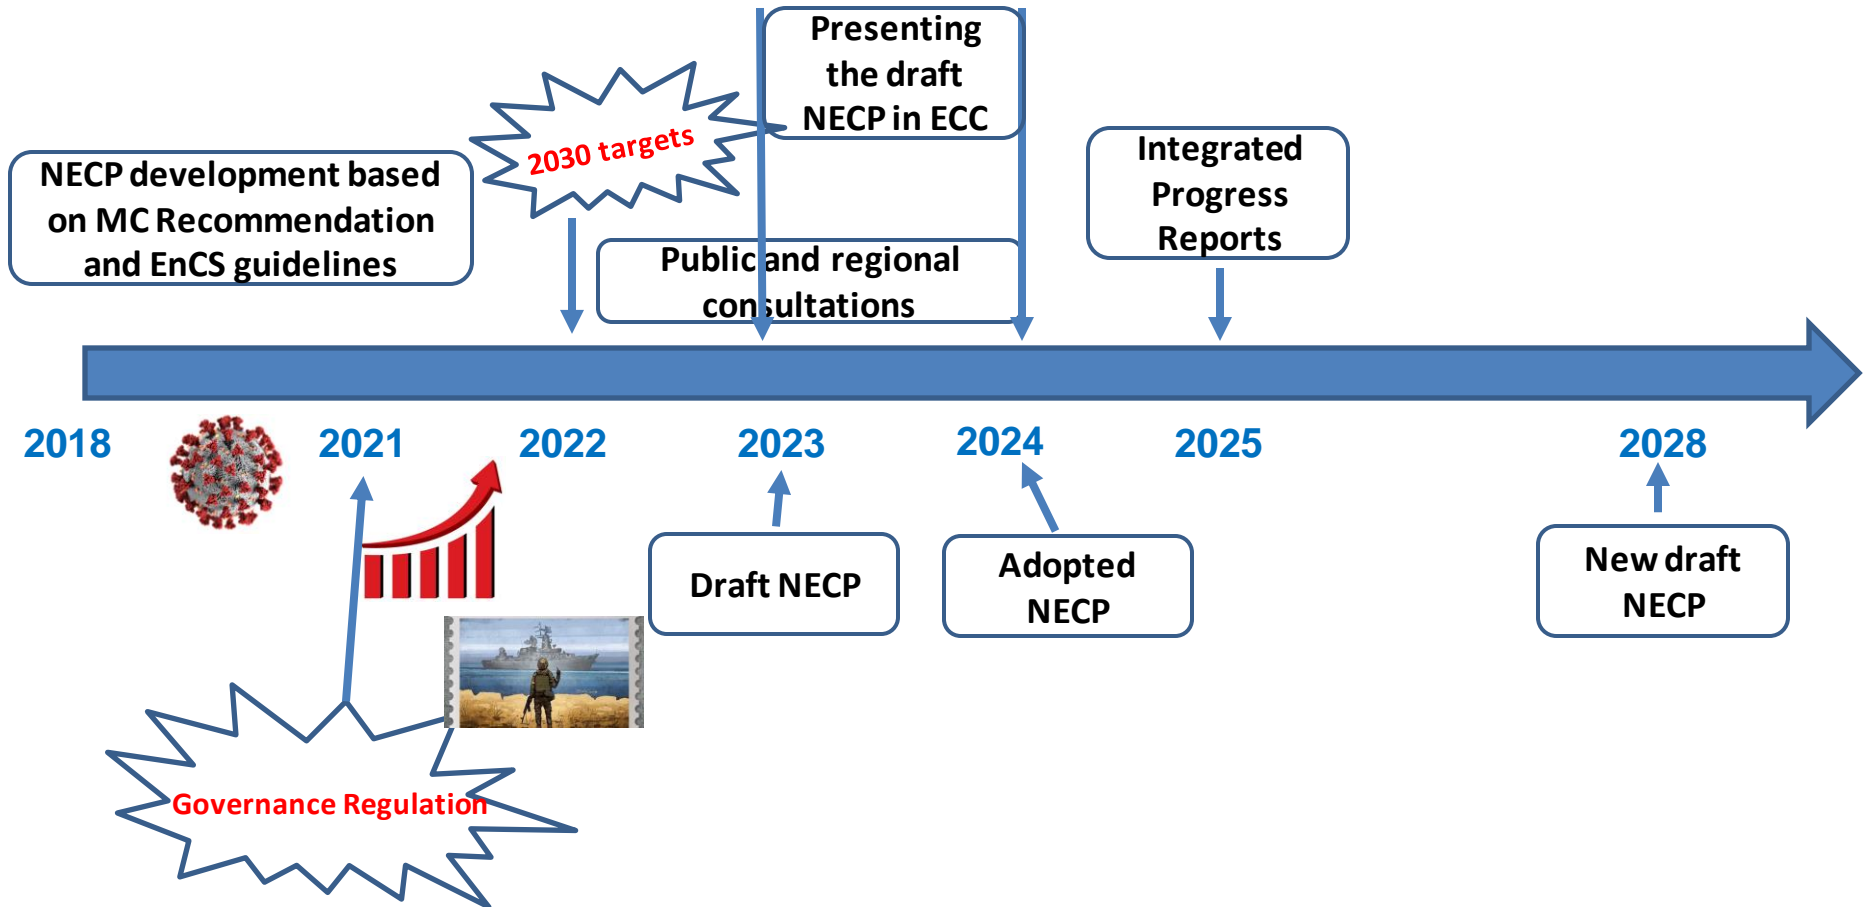 Presenting
the draft
NECP in ECC
2030 targets
Integrated
Progress
Reports
NECP development based
on MC Recommendation
and EnCS guidelines
Public and regional
consultations
2018
2021
2022
2023
2024
2025
2028
Draft NECP
Adopted
NECP
New draft
NECP
Governance Regulation